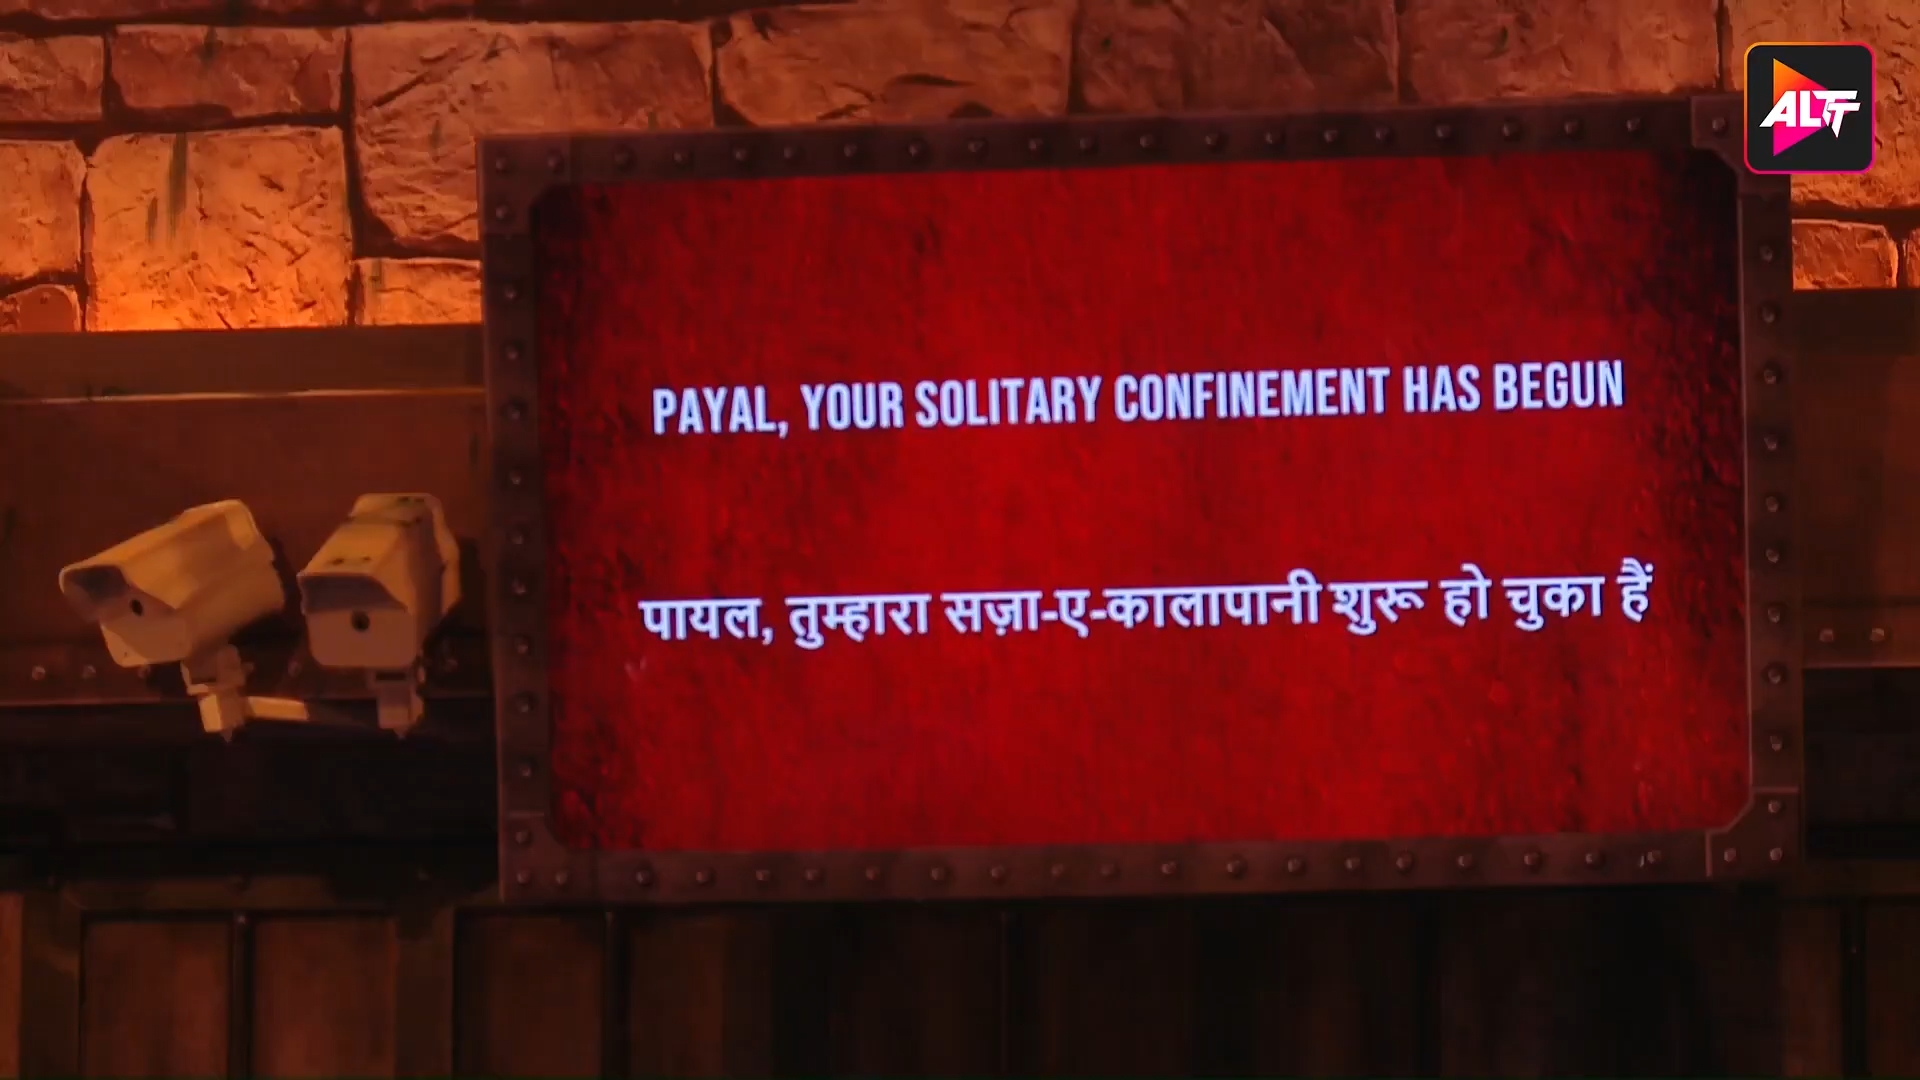 ALTT
PAYAL, YOUR SOLITARY CONFINEMENT HAS BEGUN
पायल, तुम्हारा सज़ा-ए-कालापानी शुरू हो चुका हैं